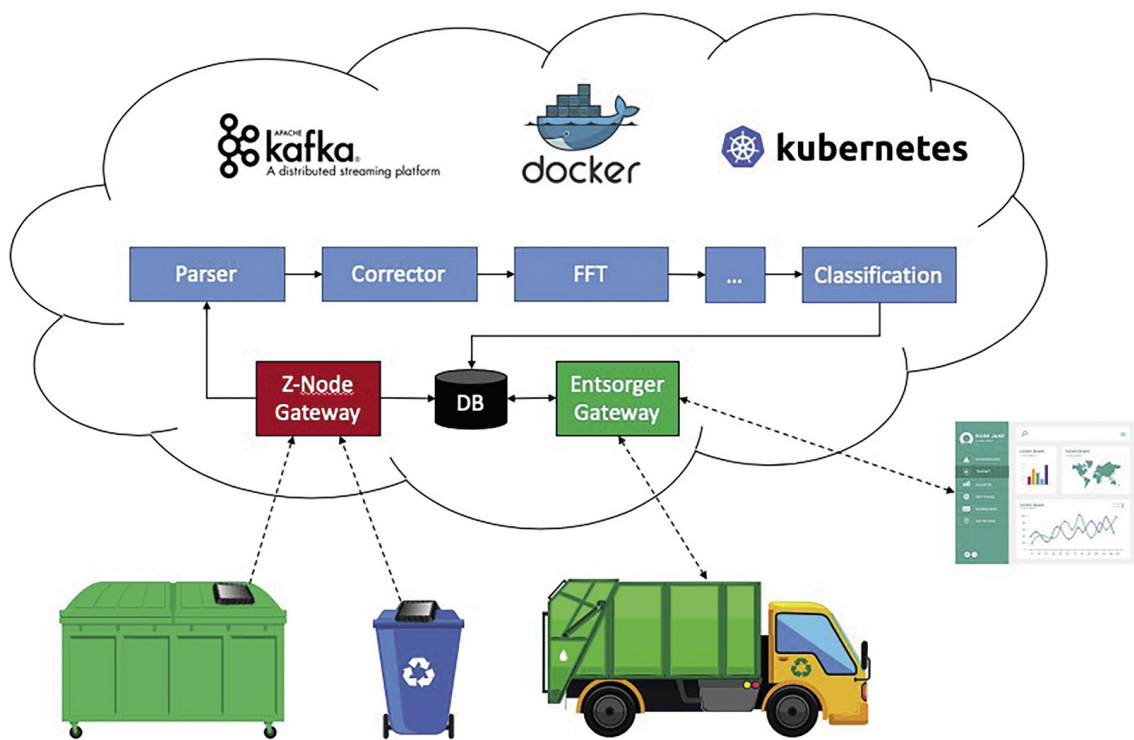 APACHE
kafka®
A distributed streaming platform
docker
kubernetes
Parser
Corrector
FFT
...
Classification
Z-Node
Gateway
DB
Entsorger
Gateway